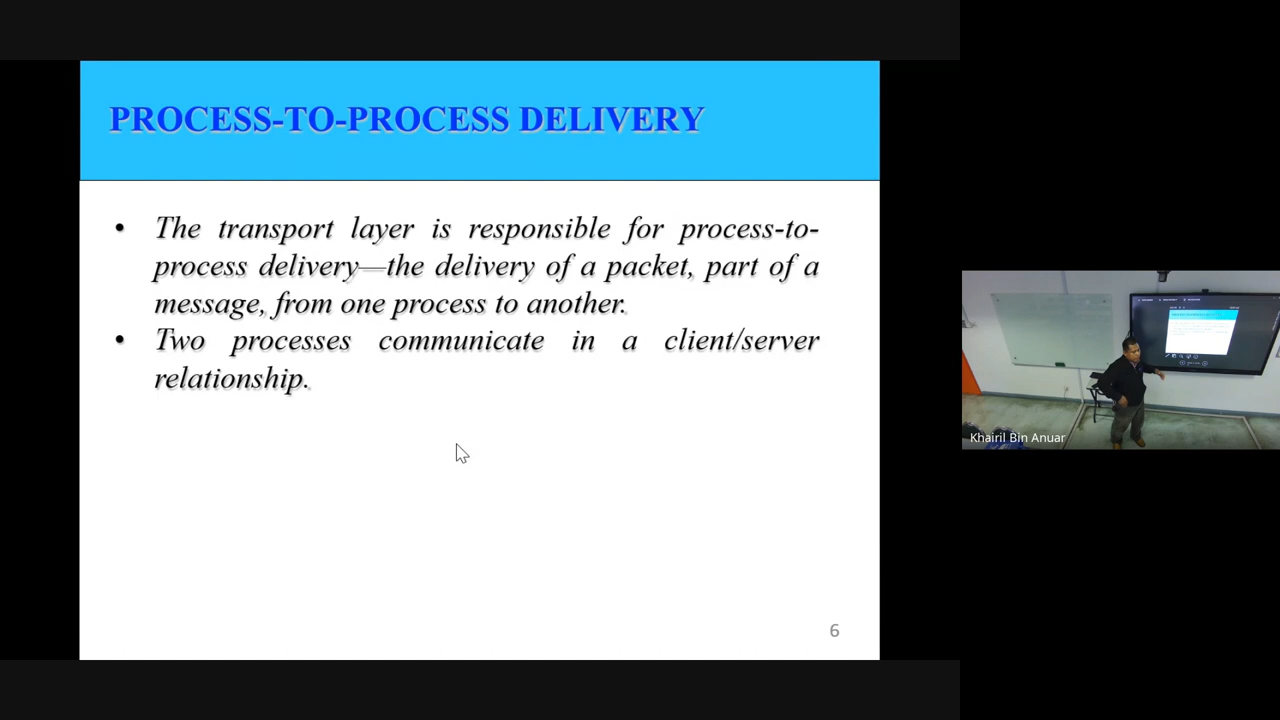 PROCESS-TO-PROCESS DELIVERY
• The transport layer is responsible for process-to-
process delivery—the delivery of a packet, part of a
message, from one process to another.
• Two processes communicate in a client/server
relationship.
6
Khairil Bin Anuar